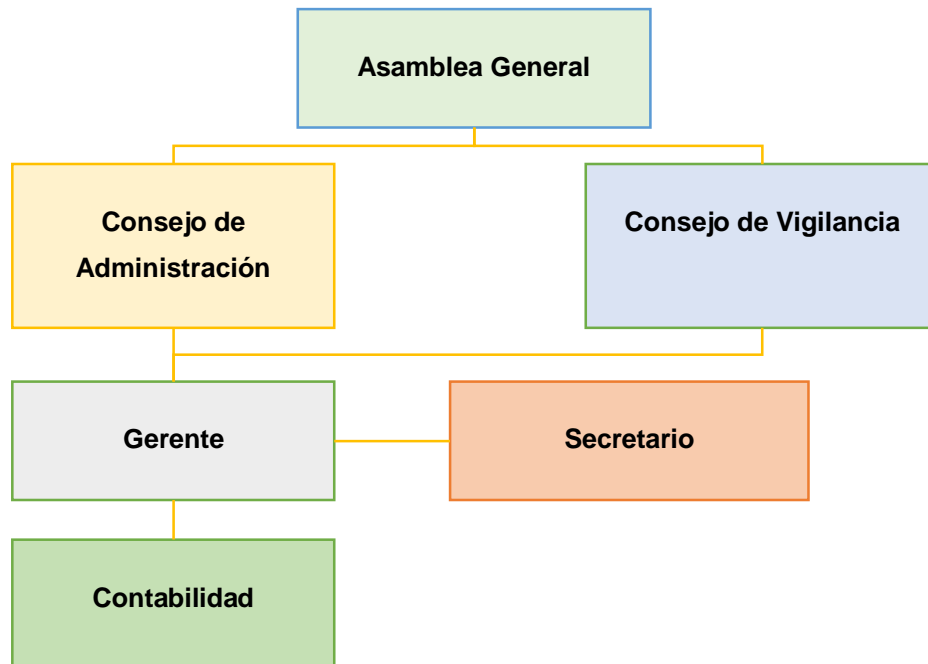 Asamblea General
Consejo de
Administración
Consejo de Vigilancia
Gerente
Secretario
Contabilidad